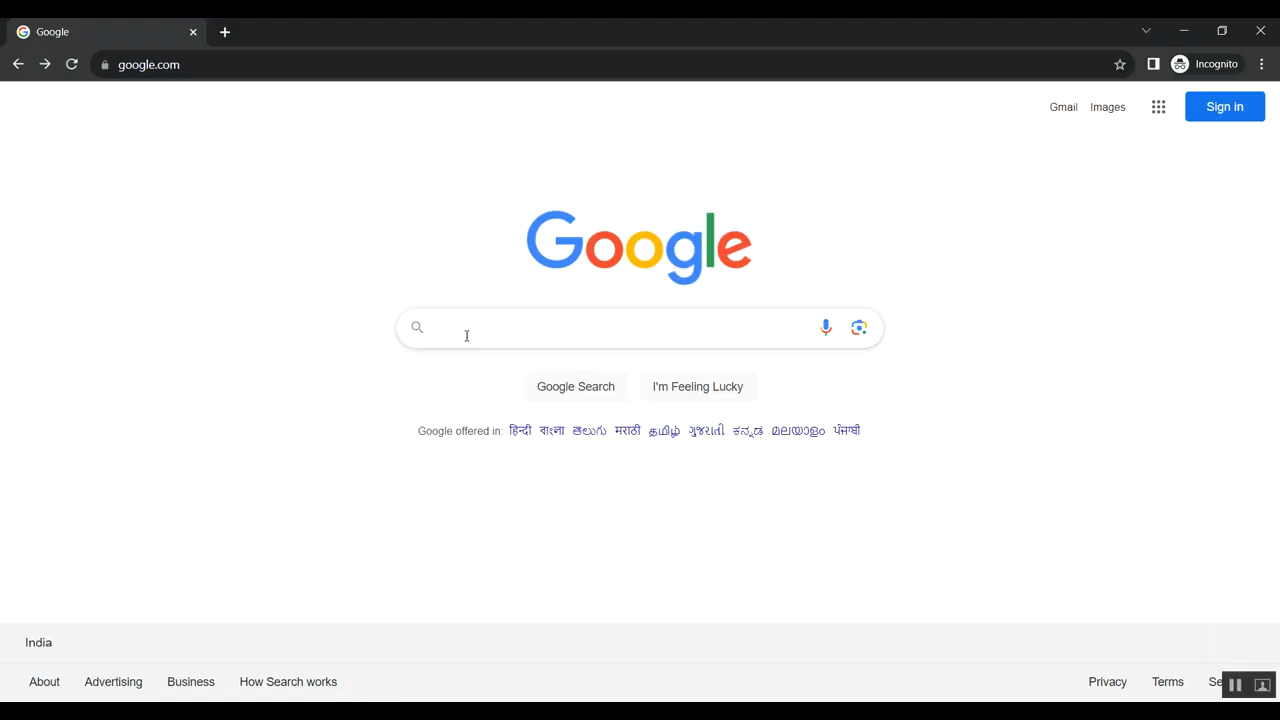 Google
google.com
Incognito
Gmail Images Sign in
Google
Google Search I'm Feeling Lucky
Google offered in: हिन्दी বাংলা తెలుగు मराठी தமிழ் ગુજરાતી ಕನ್ನಡ മലയാളം ਪੰਜਾਬੀ
India
About Advertising Business How Search works Privacy Terms